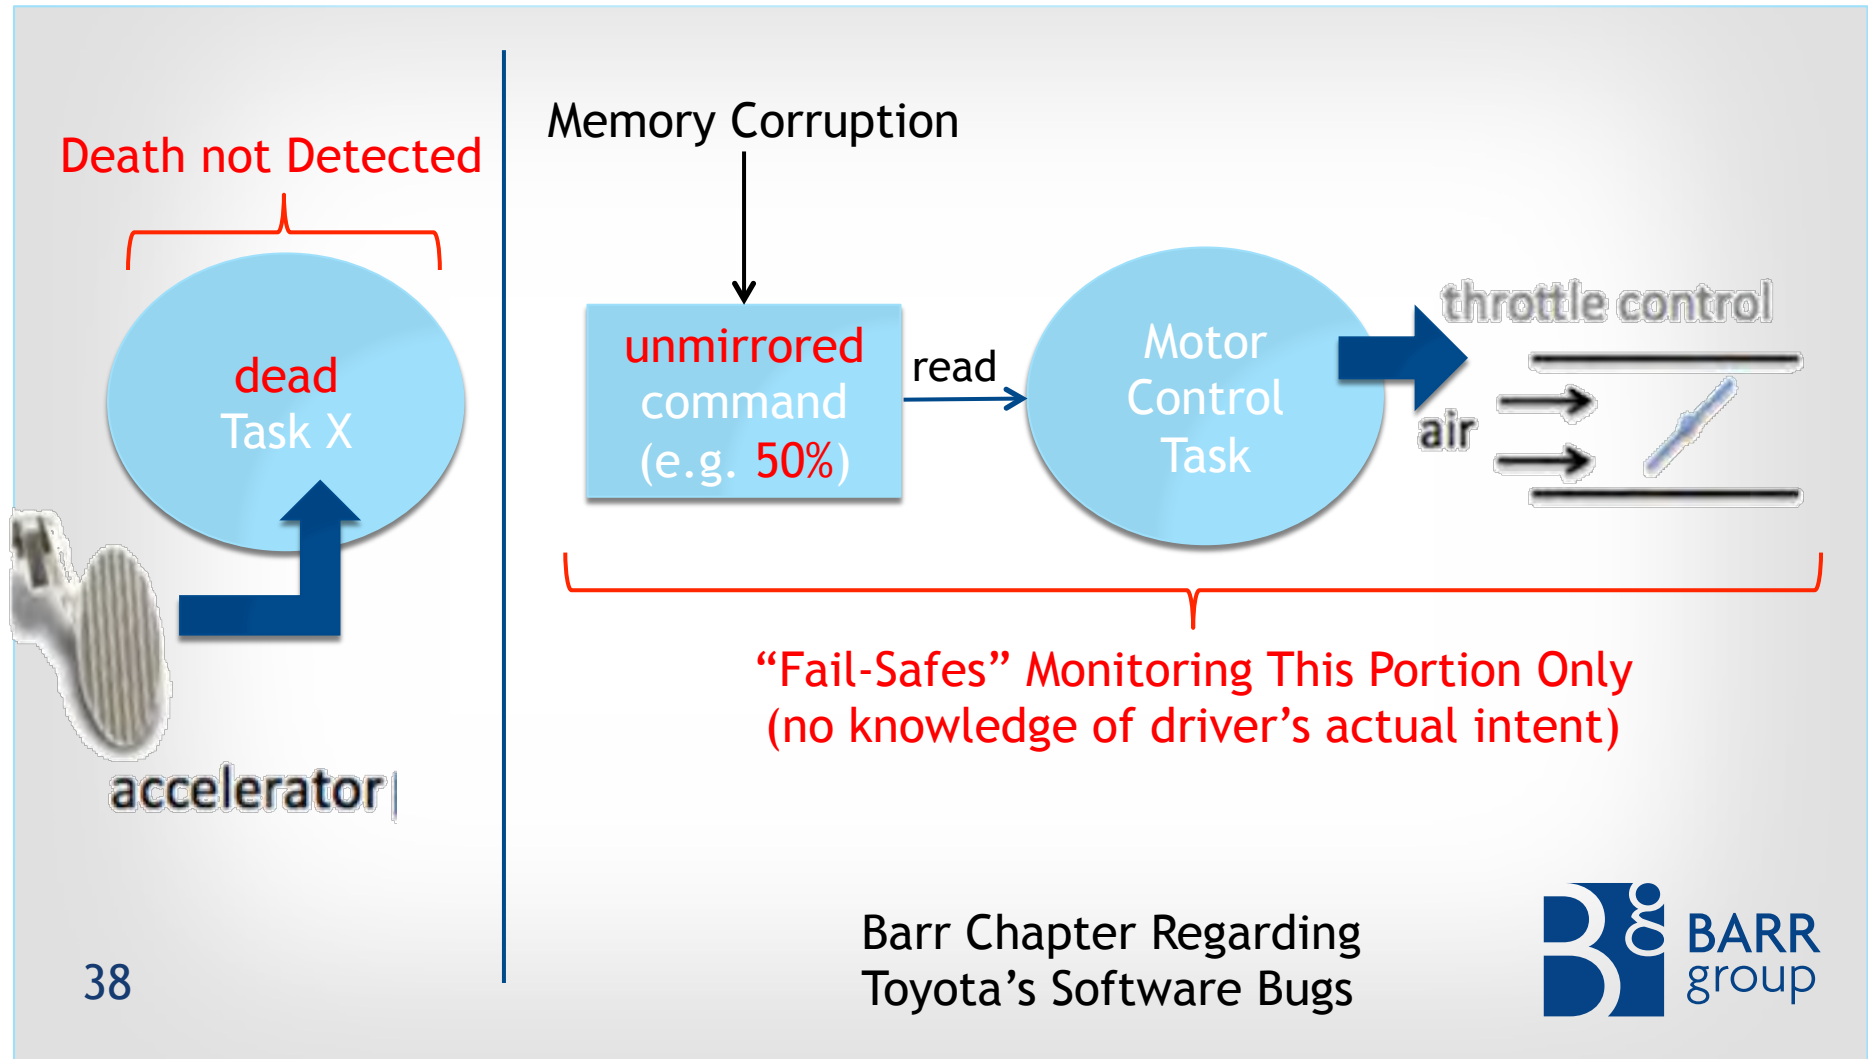 Death not Detected
dead
Task X
accelerator
Memory Corruption
unmirrored
command
(e.g. 50%)
read
Motor
Control
Task
throttle control
air
“Fail-Safes” Monitoring This Portion Only
(no knowledge of driver’s actual intent)
Barr Chapter Regarding
Toyota’s Software Bugs
38
BARR
group